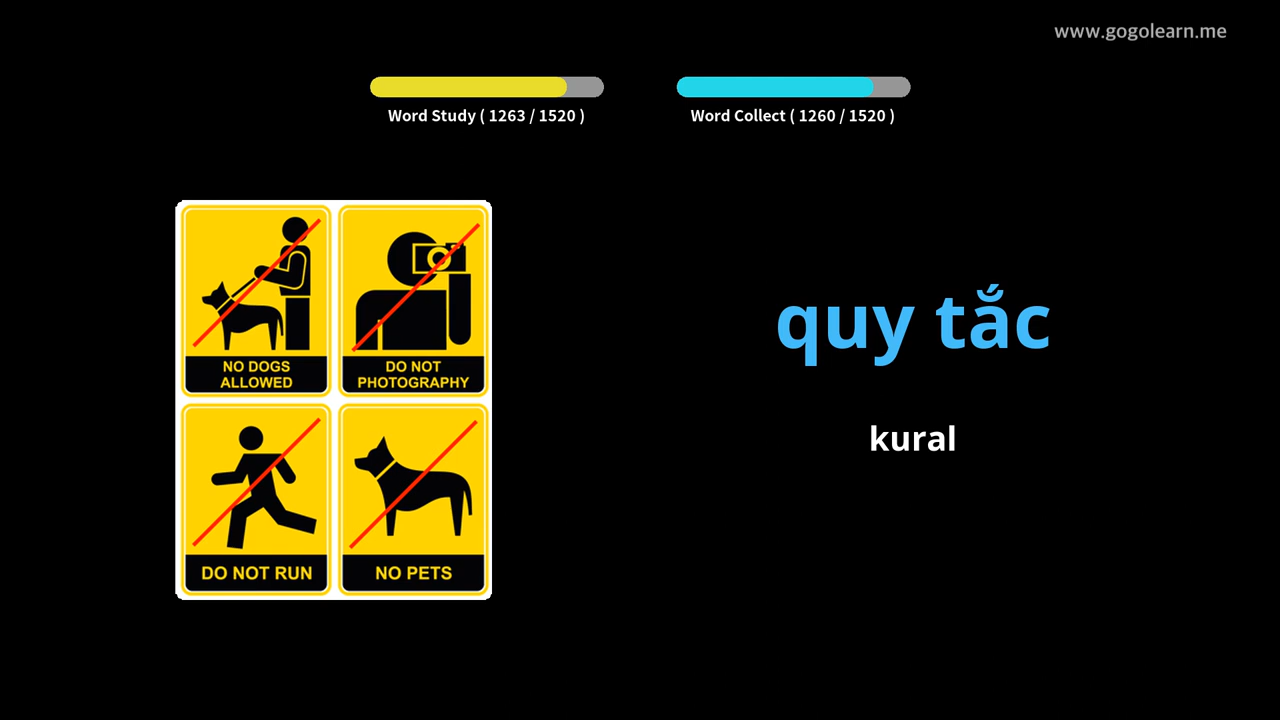 www.gogolearn.me
Word Study ( 1263 / 1520 )
Word Collect ( 1260 / 1520 )
NO DOGS
ALLOWED
DO NOT
PHOTOGRAPHY
DO NOT RUN
NO PETS
quy tắc
kural